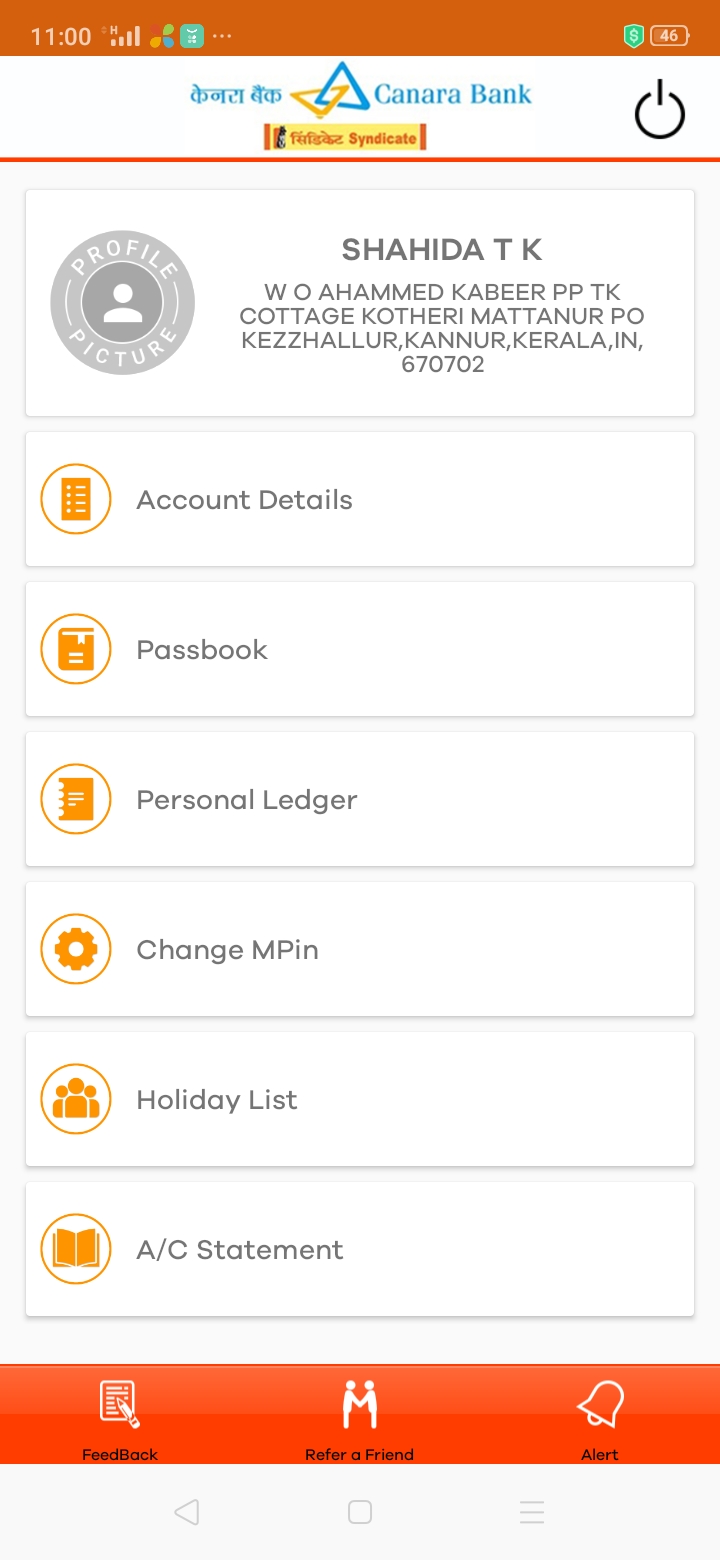 11:00
H
46
केनरा बैंक Canara Bank
सिंडिकेट Syndicate
PROFILE
PICTURE
SHAHIDA T K
W O AHAMMED KABEER PP TK
COTTAGE KOTHERI MATTANUR PO
KEZZHALLUR,KANNUR,KERALA,IN,
670702
Account Details
Passbook
Personal Ledger
Change MPin
Holiday List
A/C Statement
FeedBack
Refer a Friend
Alert